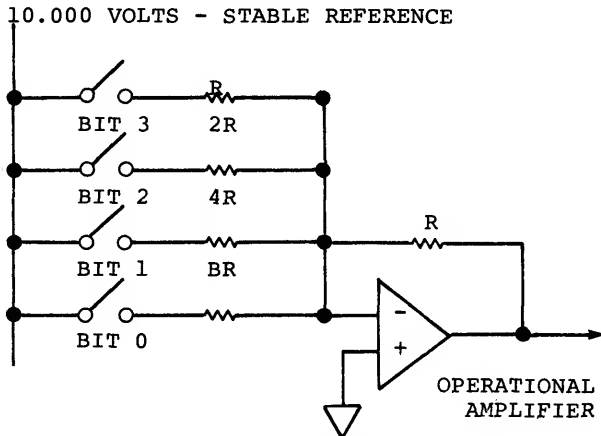 10.000 VOLTS - STABLE REFERENCE
R
BIT 3 2R
BIT 2 4R
R
BIT 1 BR
BIT 0
-
+
OPERATIONAL
AMPLIFIER